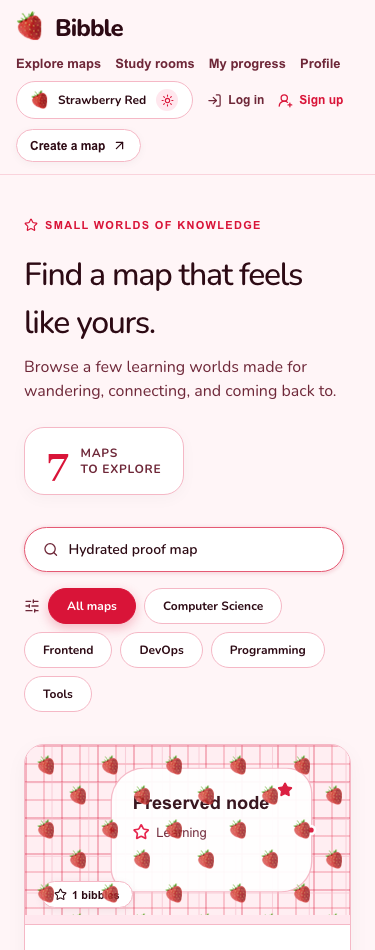 Bibble
Explore maps Study rooms My progress Profile
Strawberry Red Log in Sign up
Create a map
SMALL WORLDS OF KNOWLEDGE
Find a map that feels
like yours.
Browse a few learning worlds made for
wandering, connecting, and coming back to.
7 MAPS
TO EXPLORE
Hydrated proof map
All maps Computer Science
Frontend DevOps Programming
Tools
Preserved node
Learning
1 bibbles